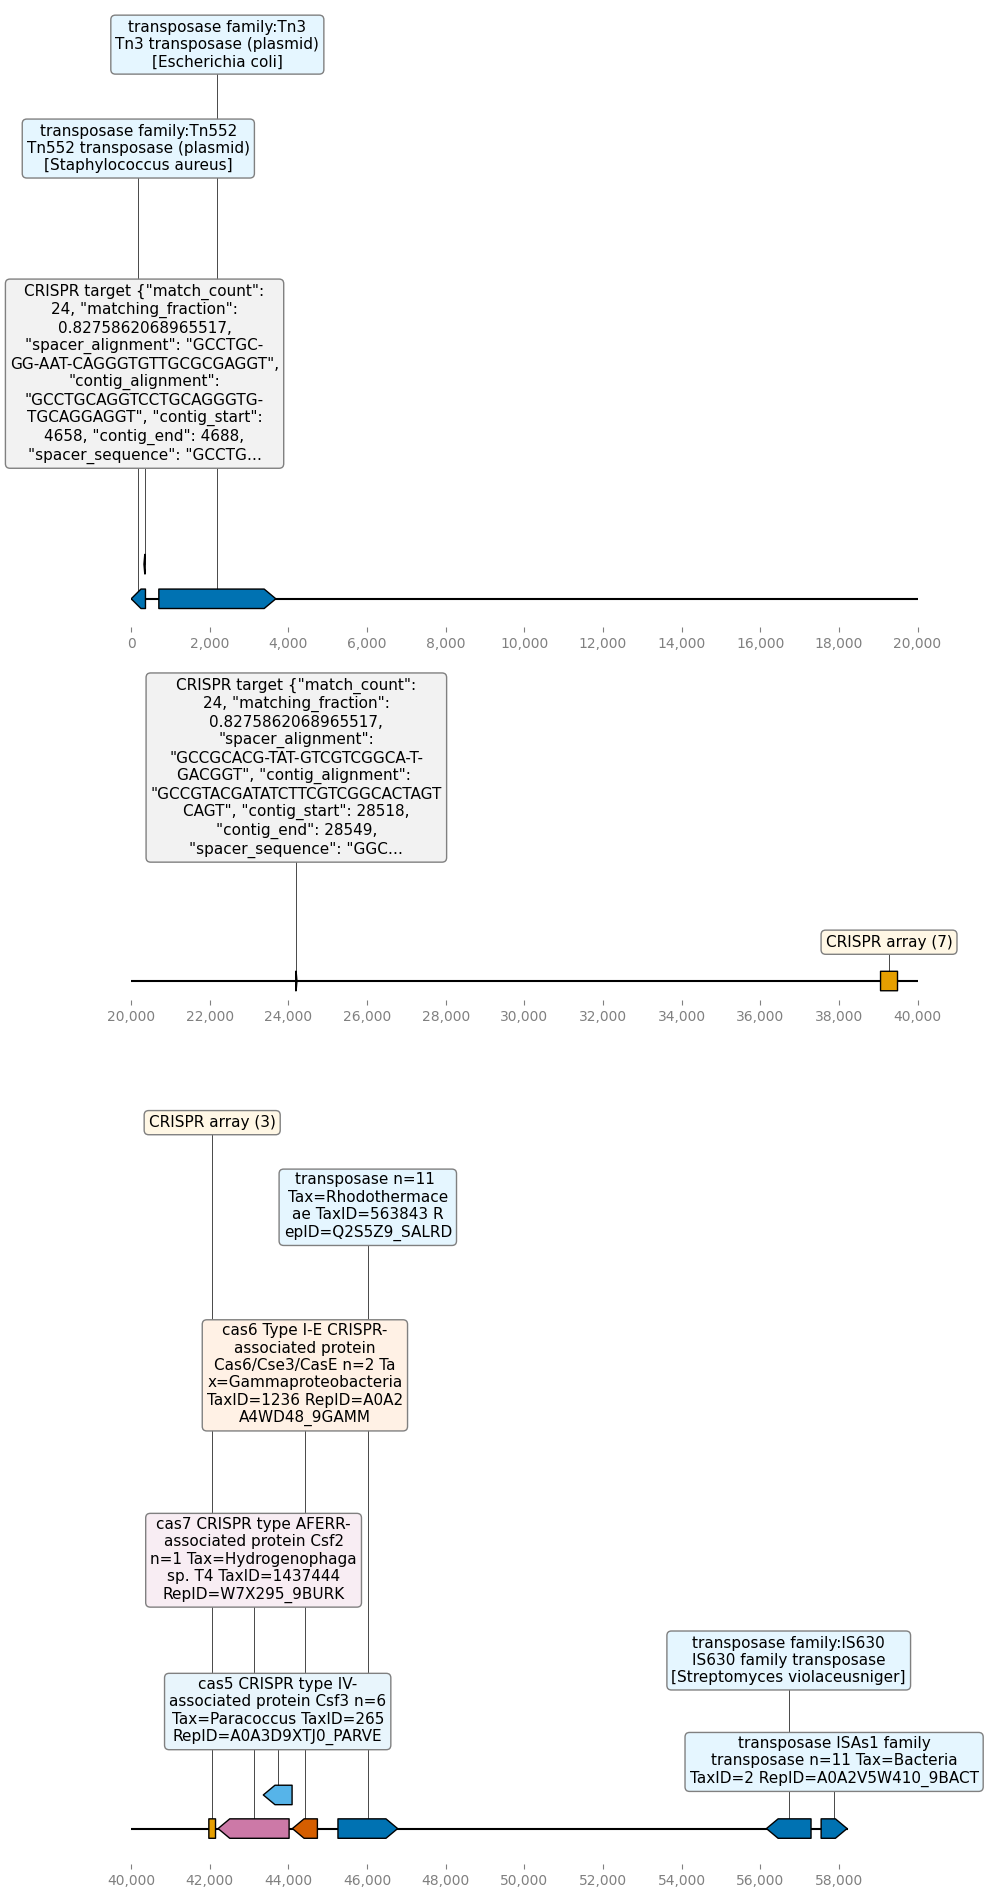 transposase family:Tn3
Tn3 transposase (plasmid)
[Escherichia coli]
transposase family:Tn552
Tn552 transposase (plasmid)
[Staphylococcus aureus]
CRISPR target {"match_count":
24, "matching_fraction":
0.8275862068965517,
"spacer_alignment": "GCCTGC-
GG-AAT-CAGGGTGTTGCGCGAGGT",
"contig_alignment":
"GCCTGCAGGTCCTGCAGGGTG-
TGCAGGAGGT", "contig_start":
4658, "contig_end": 4688,
"spacer_sequence": "GCCTG...
0
2,000
4,000
6,000
8,000
10,000
12,000
14,000
16,000
18,000
20,000
CRISPR target {"match_count":
24, "matching_fraction":
0.8275862068965517,
"spacer_alignment":
"GCCGCACG-TAT-GTCGTCGGCA-T-
GACGGT", "contig_alignment":
"GCCGTACGATATCTTCGTCGGCACTAGT
CAGT", "contig_start": 28518,
"contig_end": 28549,
"spacer_sequence": "GGC...
CRISPR array (7)
20,000
22,000
24,000
26,000
28,000
30,000
32,000
34,000
36,000
38,000
40,000
CRISPR array (3)
transposase n=11
Tax=Rhodothermace
ae TaxID=563843 R
epID=Q2S5Z9_SALRD
cas6 Type I-E CRISPR-
associated protein
Cas6/Cse3/CasE n=2 Ta
x=Gammaproteobacteria
TaxID=1236 RepID=A0A2
A4WD48_9GAMM
cas7 CRISPR type AFERR-
associated protein Csf2
n=1 Tax=Hydrogenophaga
sp. T4 TaxID=1437444
RepID=W7X295_9BURK
cas5 CRISPR type IV-
associated protein Csf3 n=6
Tax=Paracoccus TaxID=265
RepID=A0A3D9XTJ0_PARVE
transposase family:IS630
IS630 family transposase
[Streptomyces violaceusniger]
transposase ISAs1 family
transposase n=11 Tax=Bacteria
TaxID=2 RepID=A0A2V5W410_9BACT
40,000
42,000
44,000
46,000
48,000
50,000
52,000
54,000
56,000
58,000